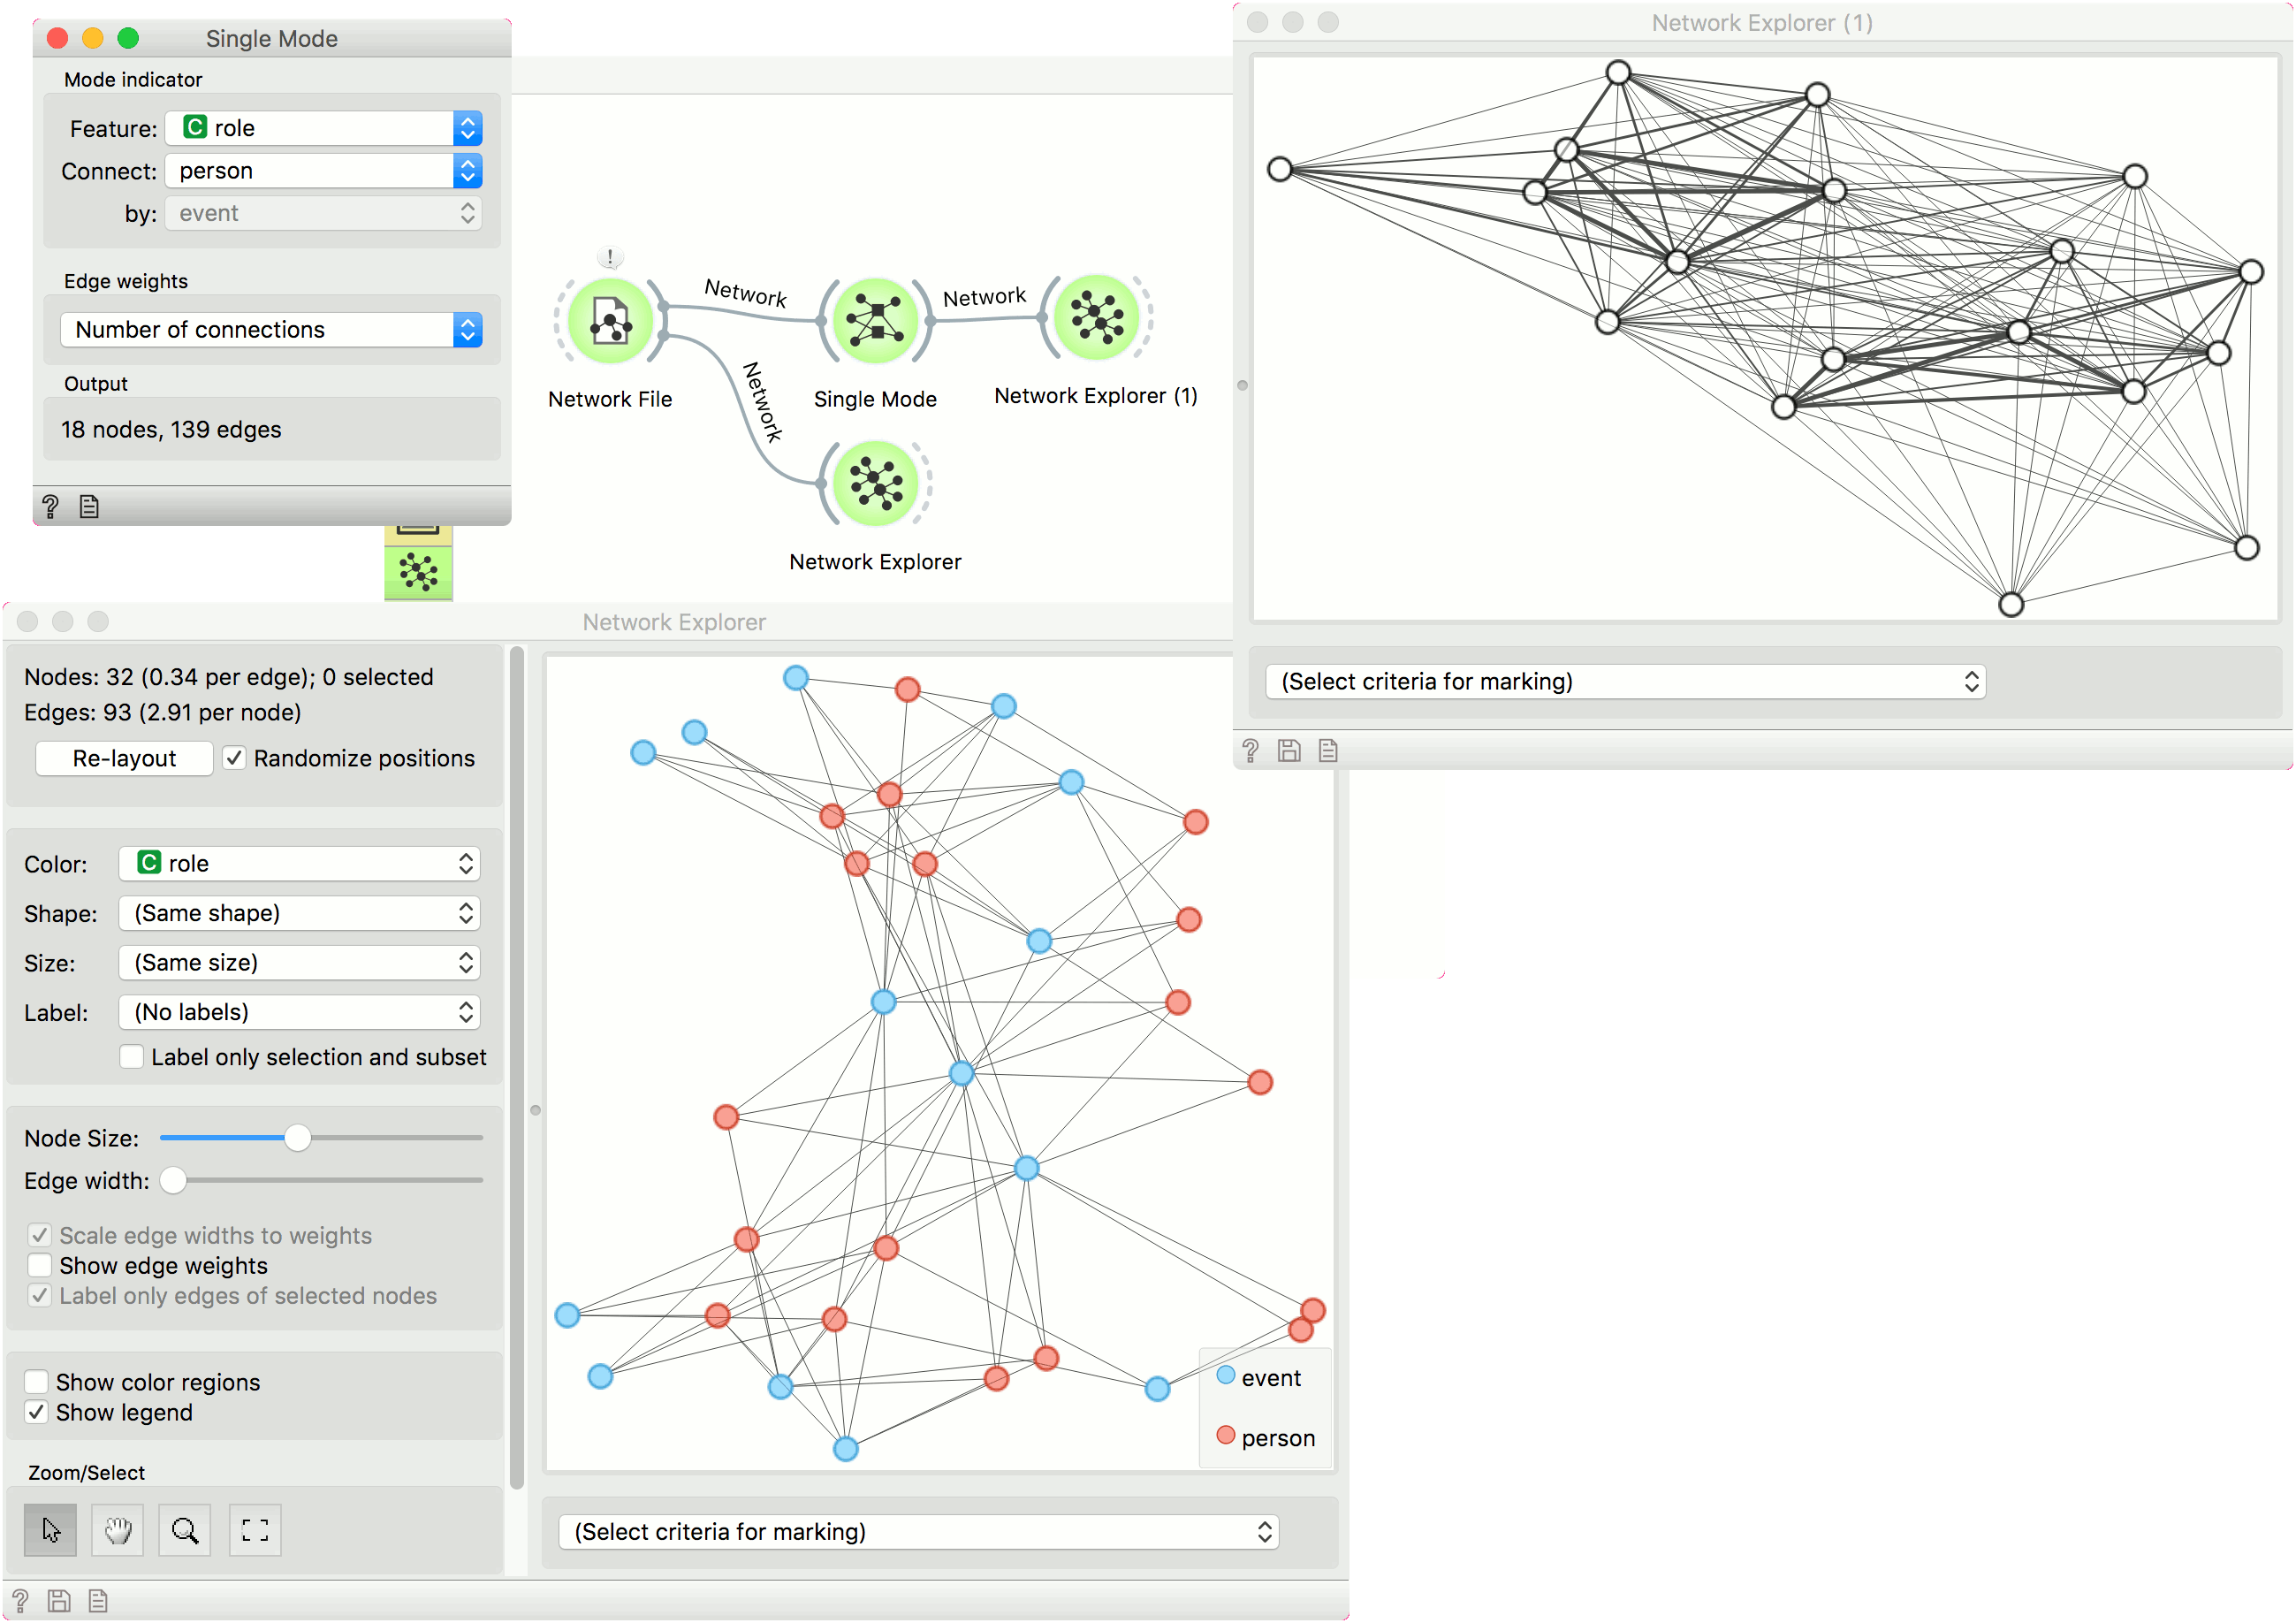 Single Mode
Mode indicator
Feature: C role
Connect: person
by: event
Edge weights
Number of connections
Output
18 nodes, 139 edges
?
!
Network
Network
Network
Network File
Single Mode
Network Explorer (1)
Network Explorer
Network Explorer (1)
(Select criteria for marking)
?
Network Explorer
Nodes: 32 (0.34 per edge); 0 selected
Edges: 93 (2.91 per node)
Re-layout
Randomize positions
Color: C role
Shape: (Same shape)
Size: (Same size)
Label: (No labels)
Label only selection and subset
Node Size:
Edge width:
Scale edge widths to weights
Show edge weights
Label only edges of selected nodes
Show color regions
Show legend
Zoom/Select
event
person
(Select criteria for marking)
?